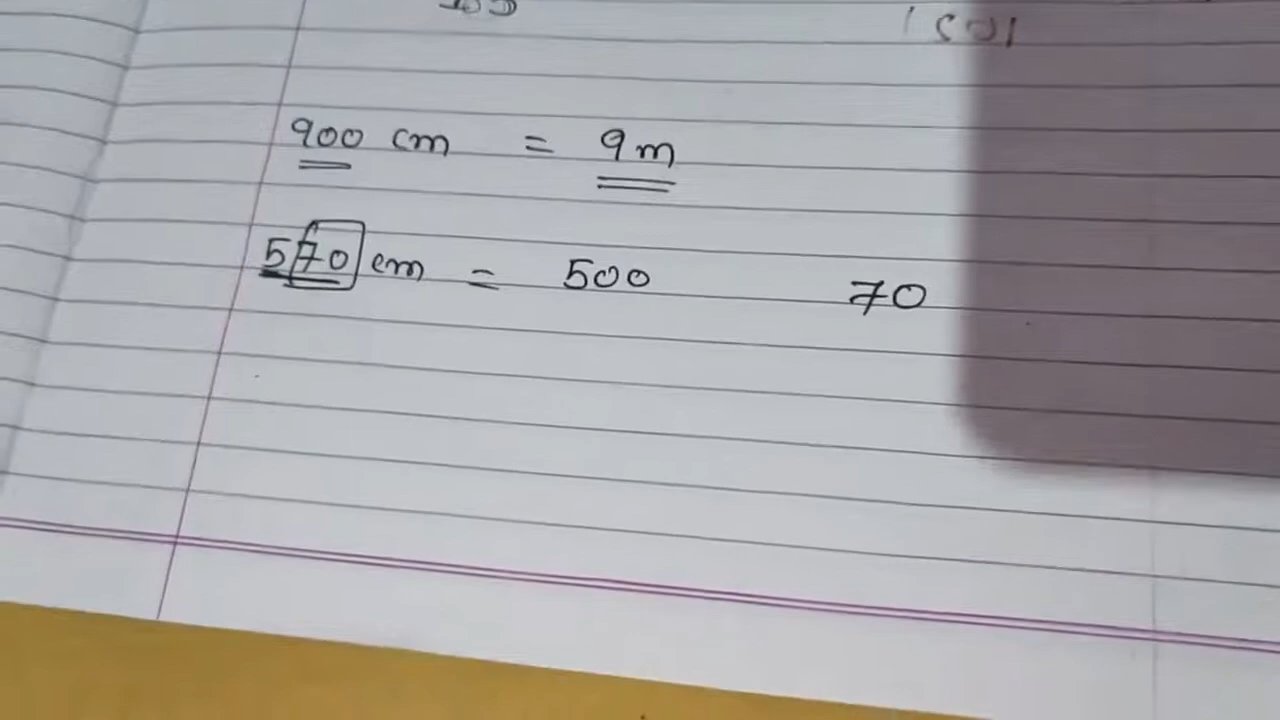 900 cm = 9m
570 cm = 500 70